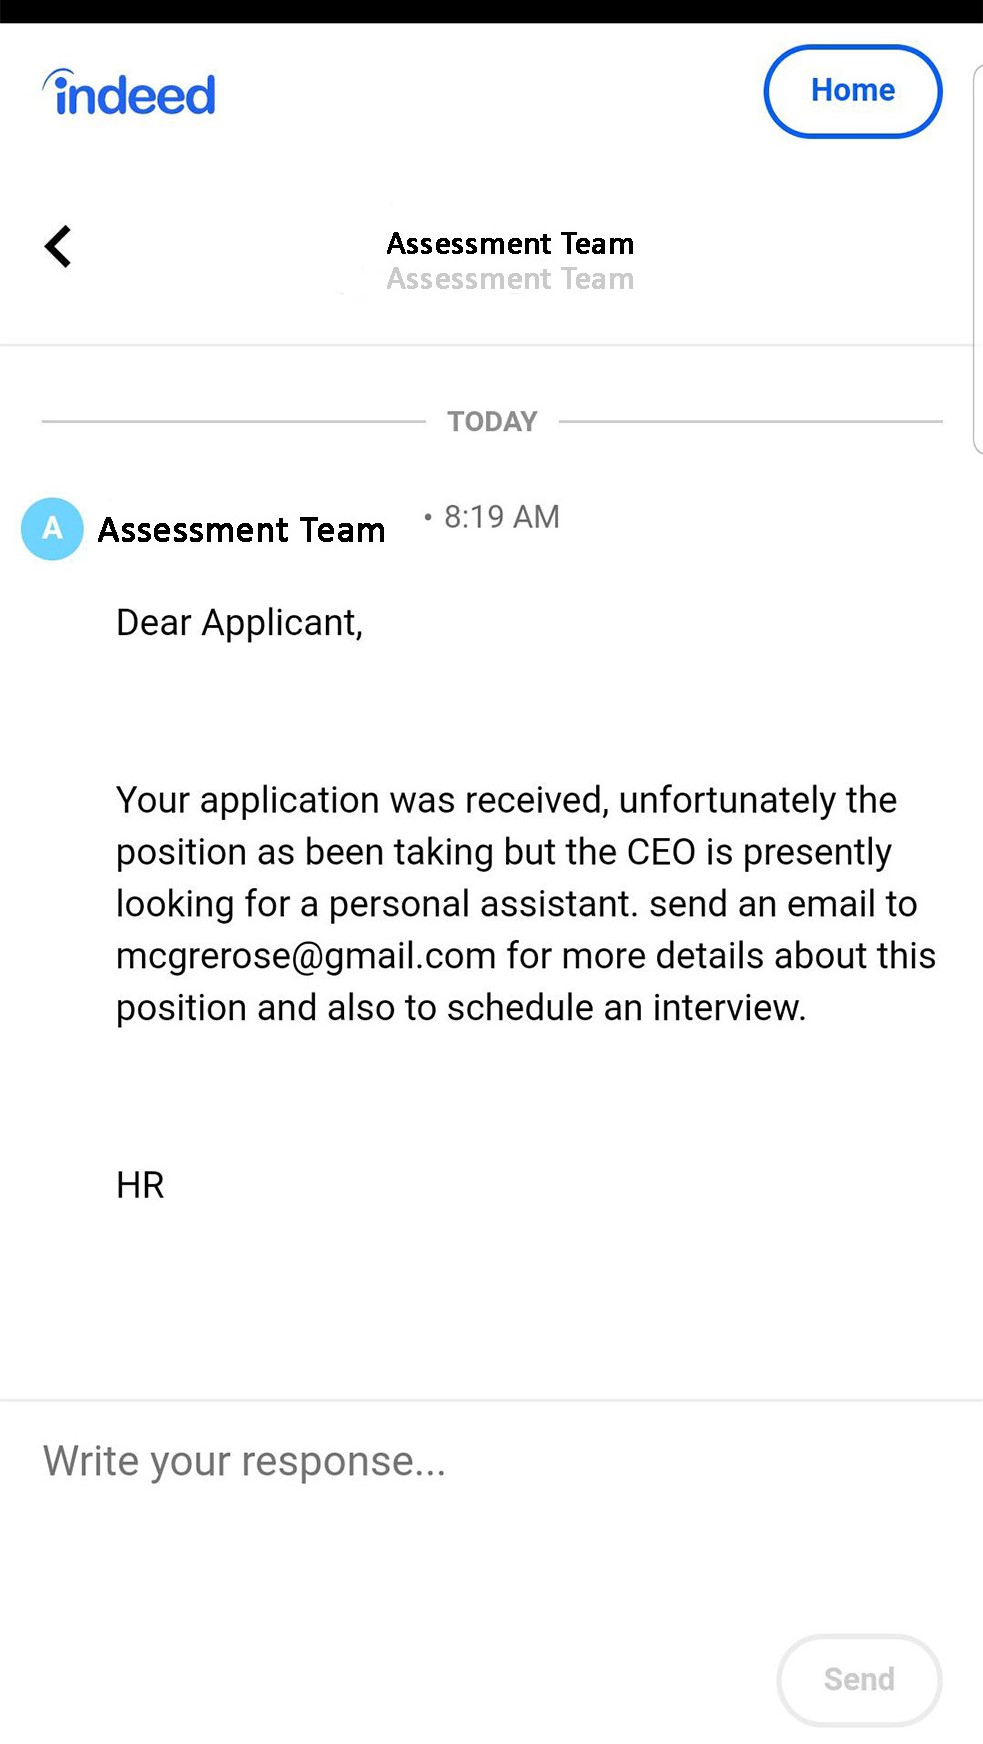 indeed
Home
Assessment Team
Assessment Team
TODAY
A
Assessment Team • 8:19 AM
Dear Applicant,
Your application was received, unfortunately the
position as been taking but the CEO is presently
looking for a personal assistant. send an email to
mcgrerose@gmail.com for more details about this
position and also to schedule an interview.
HR
Write your response...
Send